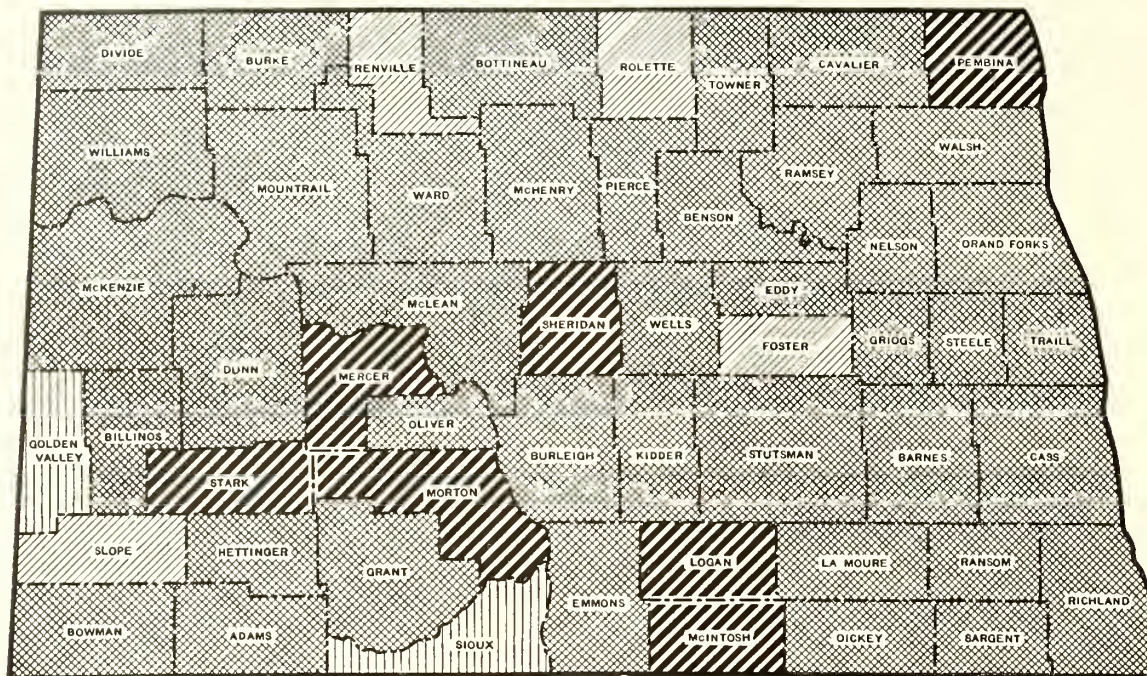 DIVIDE
BURKE
RENVILLE
BOTTINEAU
ROLETTE
TOWNER
CAVALIER
PEMBINA
WILLIAMS
MOUNTRAIL
WARD
McHENRY
PIERCE
BENSON
RAMSEY
WALSH
NELSON
GRAND FORKS
McKENZIE
DUNN
McLEAN
SHERIDAN
WELLS
EDDY
FOSTER
GRIGGS
STEELE
TRAILL
MERCER
OLIVER
GOLDEN
VALLEY
BILLINGS
STARK
MORTON
BURLEIGH
KIDDER
STUTSMAN
BARNES
CASS
SLOPE
HETTINGER
GRANT
LOGAN
LA MOURE
RANSOM
RICHLAND
BOWMAN
ADAMS
SIOUX
EMMONS
McINTOSH
DICKEY
SARGENT